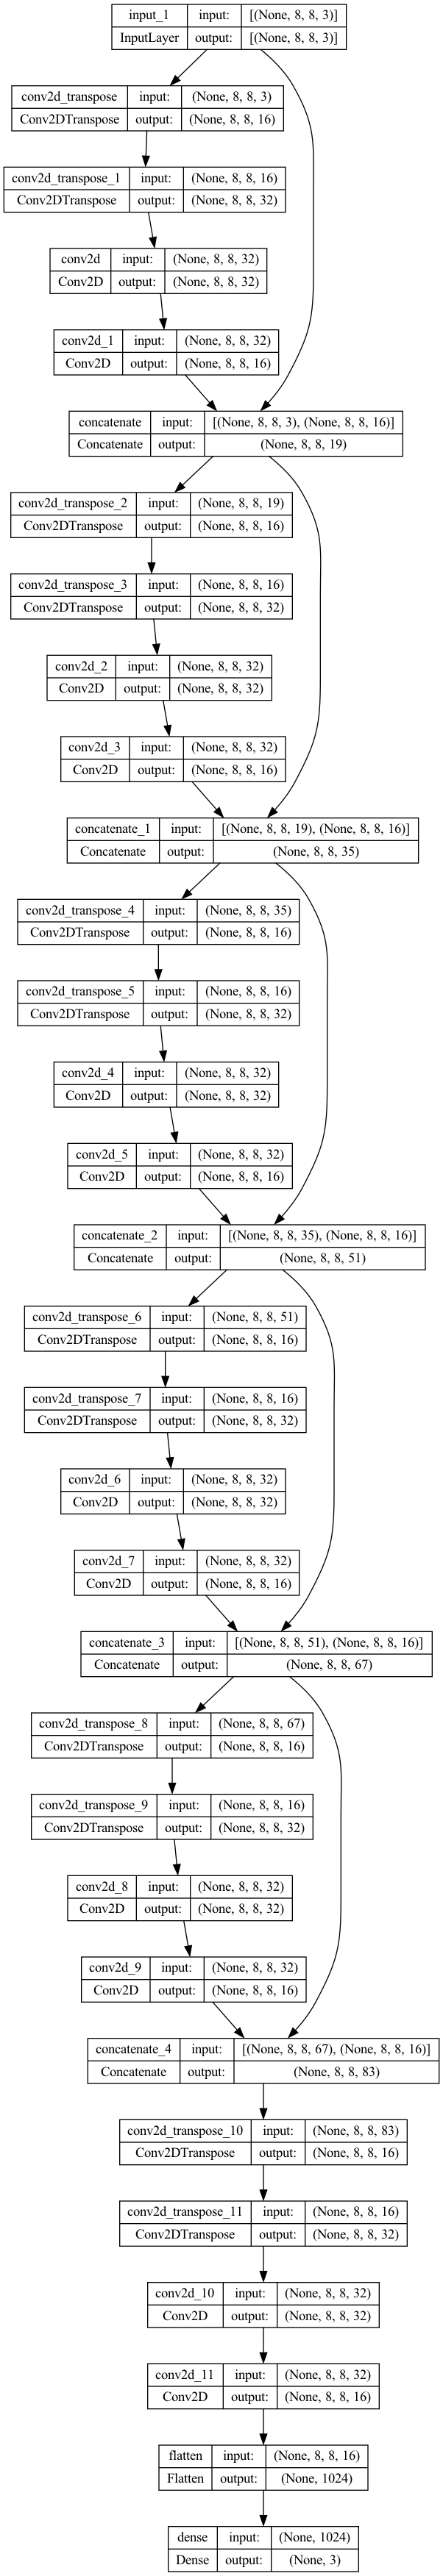 input_1 input: [(None, 8, 8, 3)]
InputLayer output: [(None, 8, 8, 3)]
conv2d_transpose input: (None, 8, 8, 3)
Conv2DTranspose output: (None, 8, 8, 16)
conv2d_transpose_1 input: (None, 8, 8, 16)
Conv2DTranspose output: (None, 8, 8, 32)
conv2d input: (None, 8, 8, 32)
Conv2D output: (None, 8, 8, 32)
conv2d_1 input: (None, 8, 8, 32)
Conv2D output: (None, 8, 8, 16)
concatenate input: [(None, 8, 8, 3), (None, 8, 8, 16)]
Concatenate output: (None, 8, 8, 19)
conv2d_transpose_2 input: (None, 8, 8, 19)
Conv2DTranspose output: (None, 8, 8, 16)
conv2d_transpose_3 input: (None, 8, 8, 16)
Conv2DTranspose output: (None, 8, 8, 32)
conv2d_2 input: (None, 8, 8, 32)
Conv2D output: (None, 8, 8, 32)
conv2d_3 input: (None, 8, 8, 32)
Conv2D output: (None, 8, 8, 16)
concatenate_1 input: [(None, 8, 8, 19), (None, 8, 8, 16)]
Concatenate output: (None, 8, 8, 35)
conv2d_transpose_4 input: (None, 8, 8, 35)
Conv2DTranspose output: (None, 8, 8, 16)
conv2d_transpose_5 input: (None, 8, 8, 16)
Conv2DTranspose output: (None, 8, 8, 32)
conv2d_4 input: (None, 8, 8, 32)
Conv2D output: (None, 8, 8, 32)
conv2d_5 input: (None, 8, 8, 32)
Conv2D output: (None, 8, 8, 16)
concatenate_2 input: [(None, 8, 8, 35), (None, 8, 8, 16)]
Concatenate output: (None, 8, 8, 51)
conv2d_transpose_6 input: (None, 8, 8, 51)
Conv2DTranspose output: (None, 8, 8, 16)
conv2d_transpose_7 input: (None, 8, 8, 16)
Conv2DTranspose output: (None, 8, 8, 32)
conv2d_6 input: (None, 8, 8, 32)
Conv2D output: (None, 8, 8, 32)
conv2d_7 input: (None, 8, 8, 32)
Conv2D output: (None, 8, 8, 16)
concatenate_3 input: [(None, 8, 8, 51), (None, 8, 8, 16)]
Concatenate output: (None, 8, 8, 67)
conv2d_transpose_8 input: (None, 8, 8, 67)
Conv2DTranspose output: (None, 8, 8, 16)
conv2d_transpose_9 input: (None, 8, 8, 16)
Conv2DTranspose output: (None, 8, 8, 32)
conv2d_8 input: (None, 8, 8, 32)
Conv2D output: (None, 8, 8, 32)
conv2d_9 input: (None, 8, 8, 32)
Conv2D output: (None, 8, 8, 16)
concatenate_4 input: [(None, 8, 8, 67), (None, 8, 8, 16)]
Concatenate output: (None, 8, 8, 83)
conv2d_transpose_10 input: (None, 8, 8, 83)
Conv2DTranspose output: (None, 8, 8, 16)
conv2d_transpose_11 input: (None, 8, 8, 16)
Conv2DTranspose output: (None, 8, 8, 32)
conv2d_10 input: (None, 8, 8, 32)
Conv2D output: (None, 8, 8, 32)
conv2d_11 input: (None, 8, 8, 32)
Conv2D output: (None, 8, 8, 16)
flatten input: (None, 8, 8, 16)
Flatten output: (None, 1024)
dense input: (None, 1024)
Dense output: (None, 3)